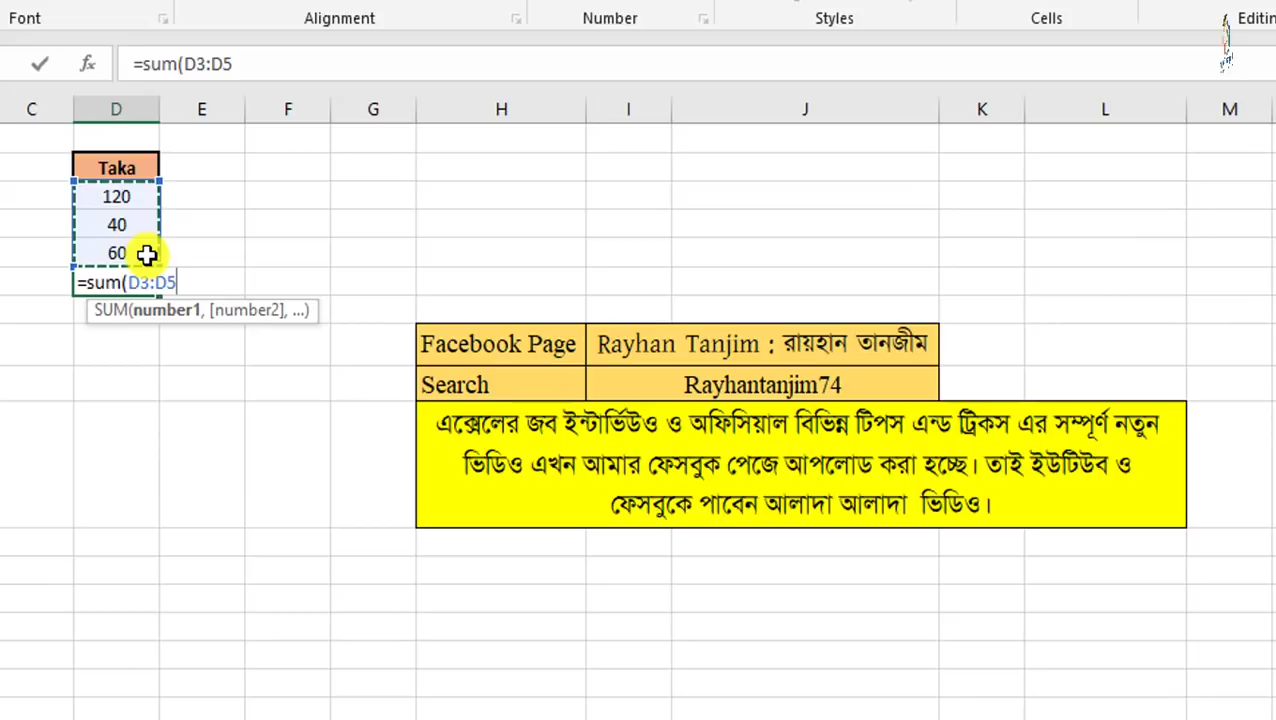 Font Alignment Number Styles Cells Editin
=sum(D3:D5
C D E F G H I J K L M
Taka
120
40
60
=sum(D3:D5
SUM(number1, [number2], ...)
Facebook Page Rayhan Tanjim : রায়হান তানজীম
Search Rayhantanjim74
এক্সেলের জব ইন্টার্ভিউও ও অফিসিয়াল বিভিন্ন টিপস এন্ড ট্রিকস এর সম্পূর্ণ নতুন
ভিডিও এখন আমার ফেসবুক পেজে আপলোড করা হচ্ছে। তাই ইউটিউব ও
ফেসবুকে পাবেন আলাদা আলাদা ভিডিও।